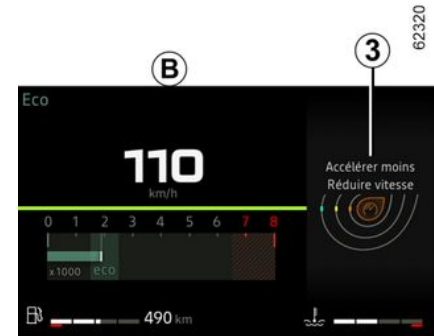 62320
B
3
Eco
110
km/h
Accélérer moins
Réduire vitesse
0 1 2 3 4 5 6 7 8
x1000 eco
490 km